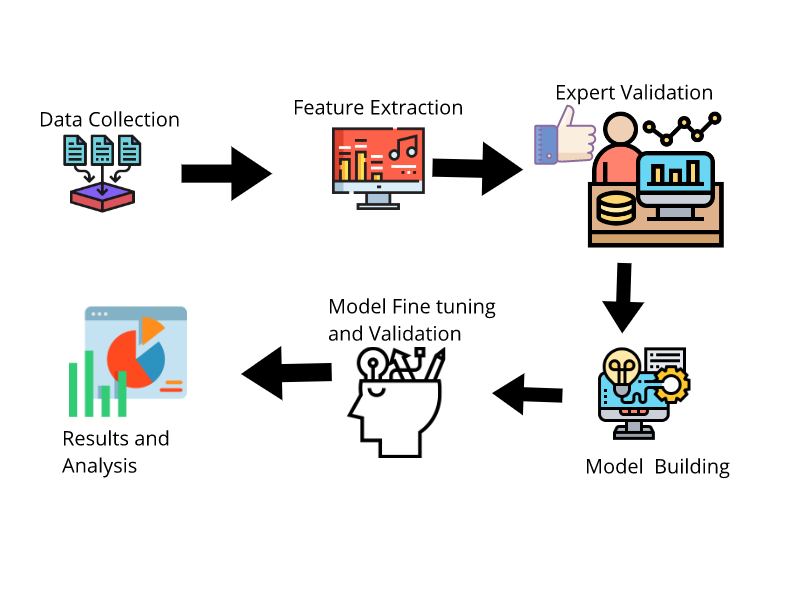 Data Collection
Feature Extraction
Expert Validation
Model Building
Model Fine tuning
and Validation
Results and
Analysis